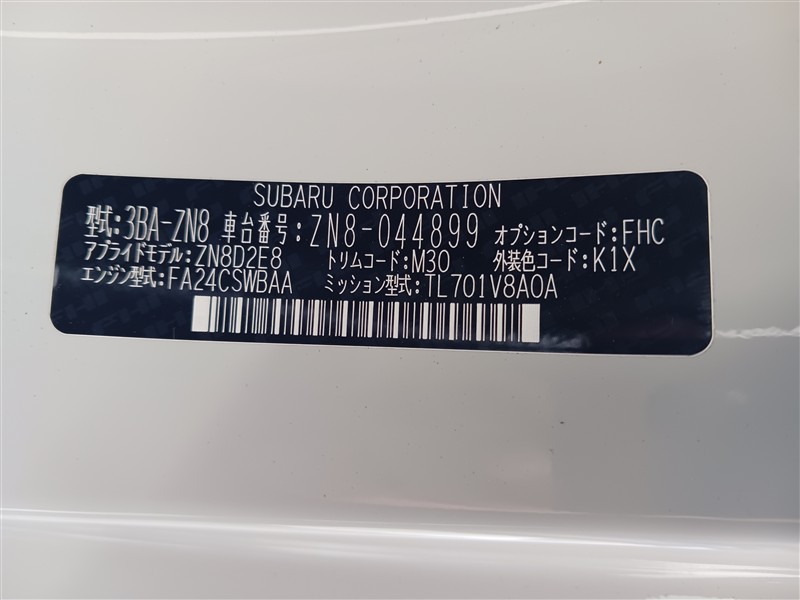 SUBARU CORPORATION
型式:3BA-ZN8 車台番号:ZN8-044899 オプションコード:FHC
アプライドモデル:ZN8D2E8 トリムコード:M30 外装色コード:K1X
エンジン型式:FA24CSWBAA ミッション型式:TL701V8A0A